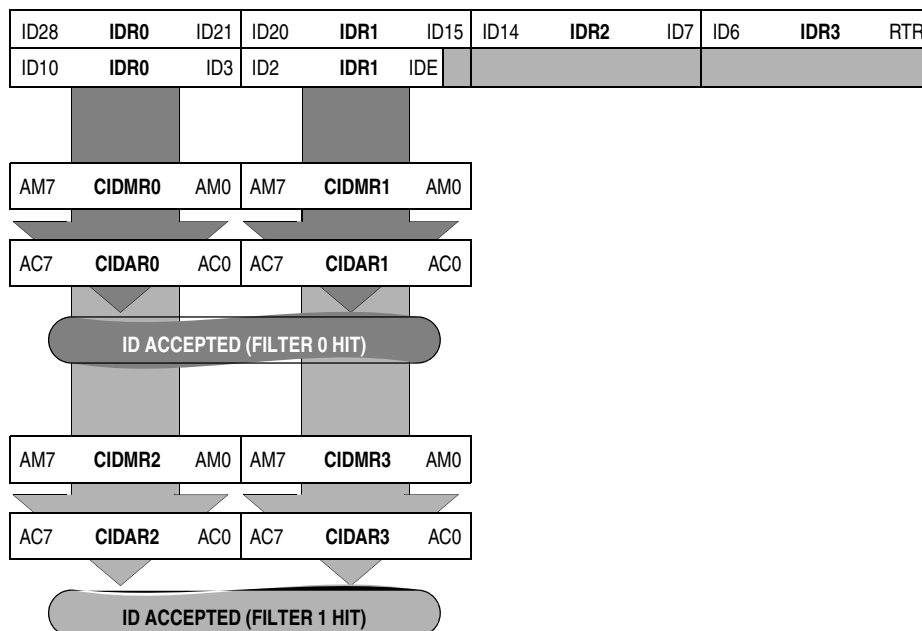 ID28 IDR0 ID21 ID20 IDR1 ID15 ID14 IDR2 ID7 ID6 IDR3 RTR
ID10 IDR0 ID3 ID2 IDR1 IDE
AM7 CIDMR0 AM0 AM7 CIDMR1 AM0
AC7 CIDAR0 AC0 AC7 CIDAR1 AC0
ID ACCEPTED (FILTER 0 HIT)
AM7 CIDMR2 AM0 AM7 CIDMR3 AM0
AC7 CIDAR2 AC0 AC7 CIDAR3 AC0
ID ACCEPTED (FILTER 1 HIT)